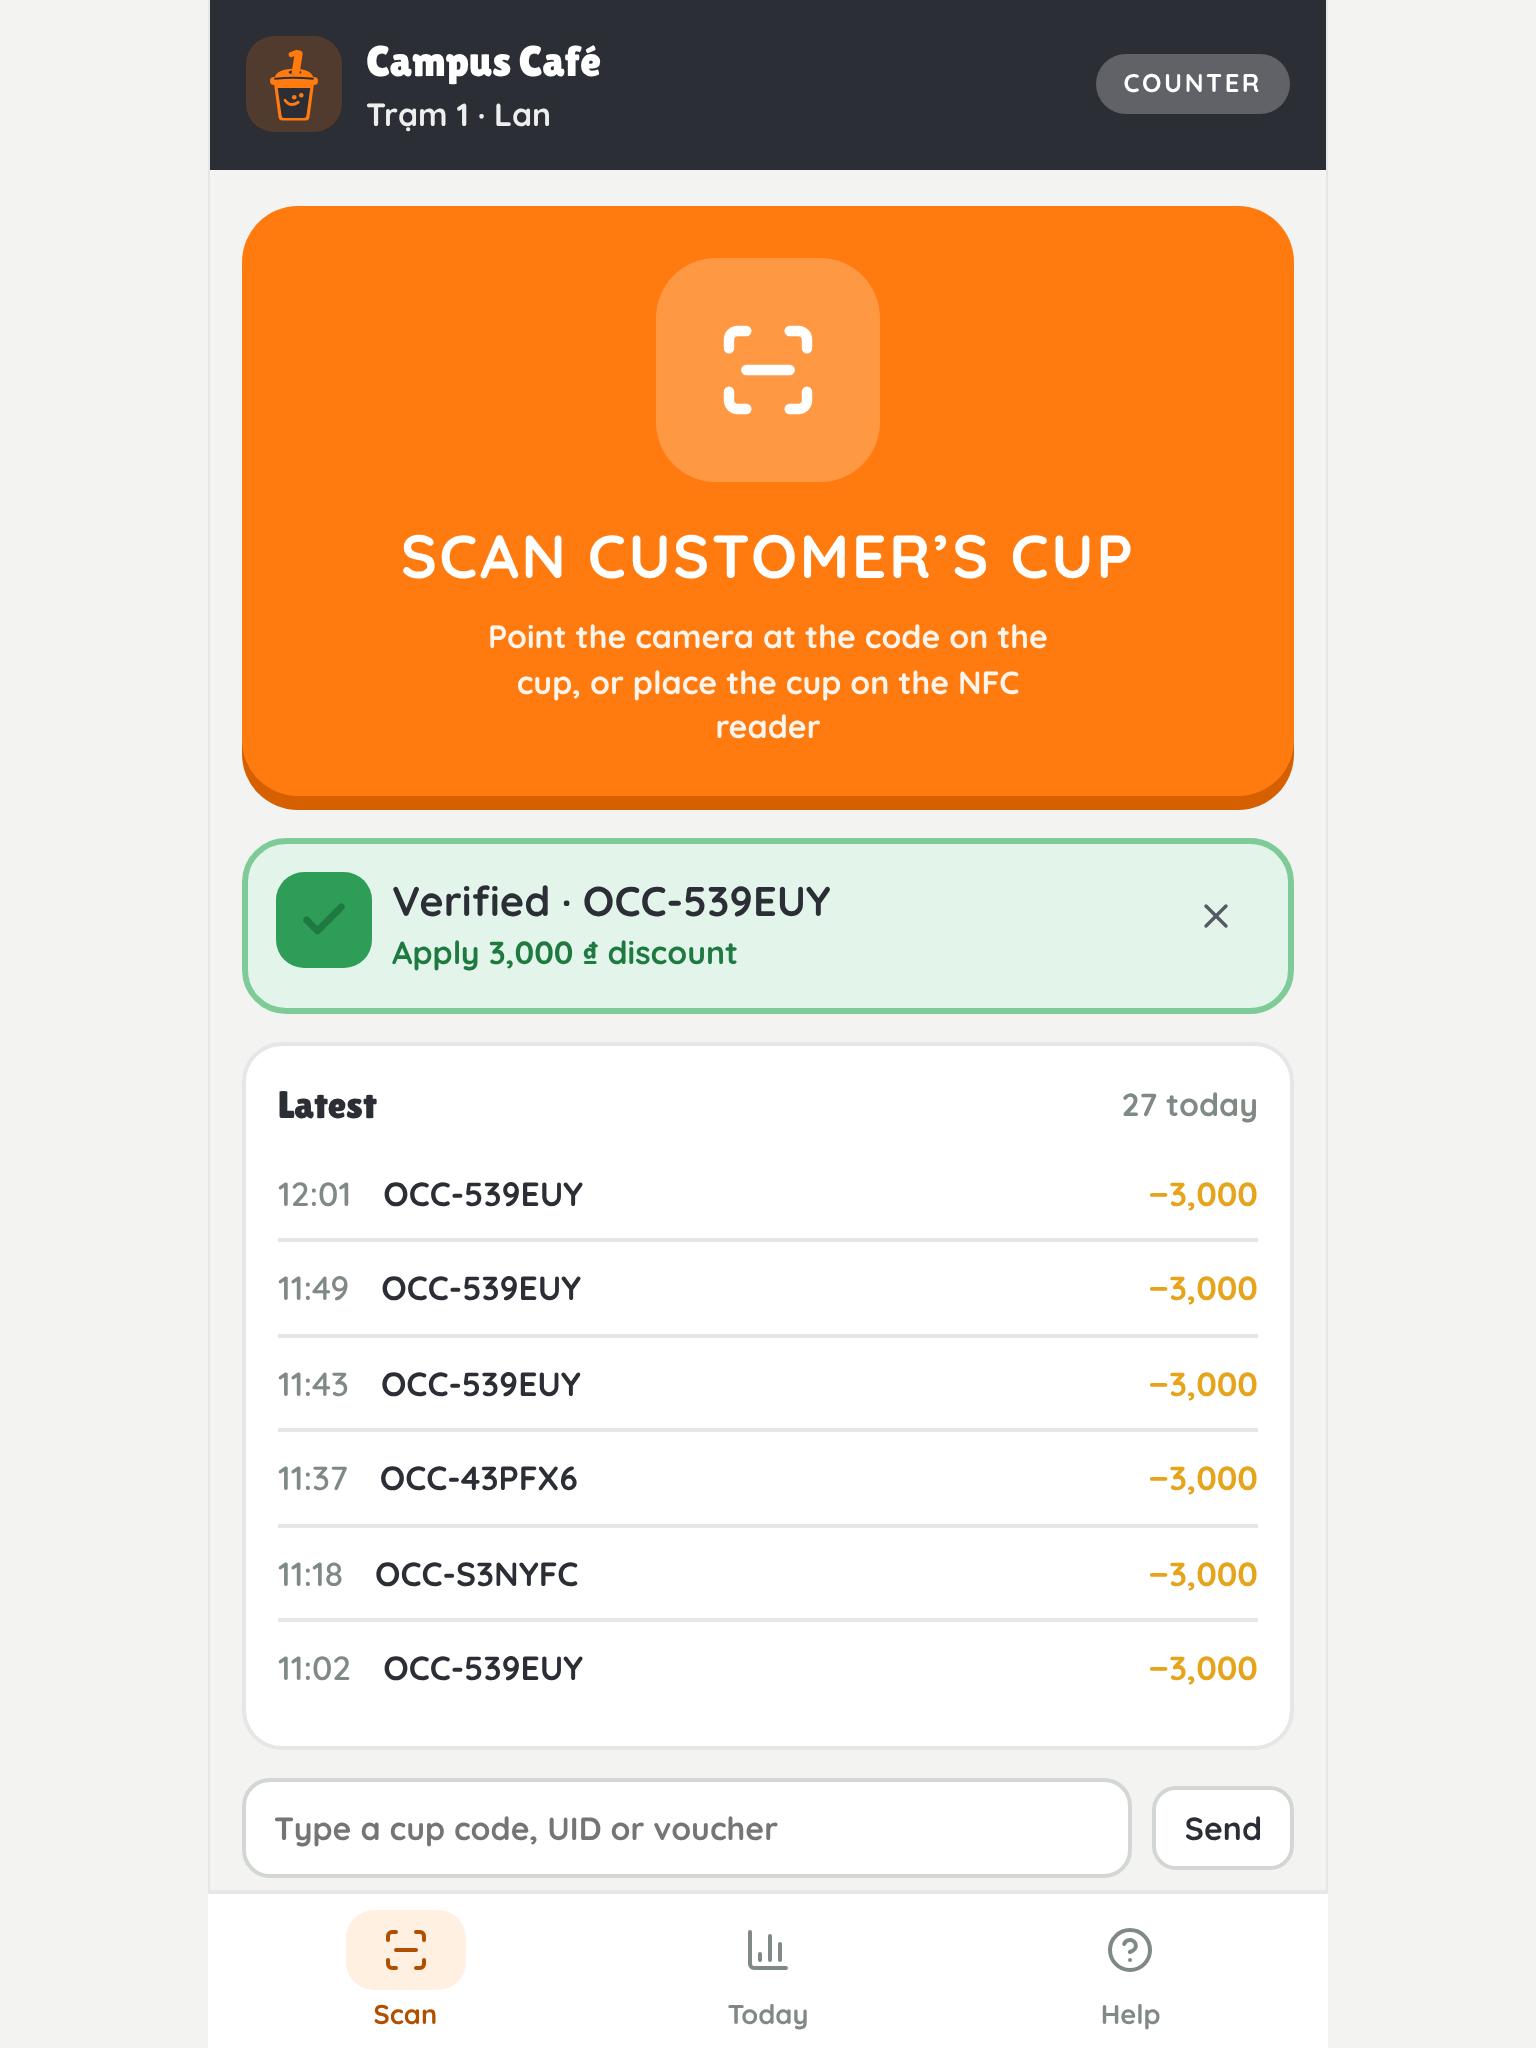 Campus Café
Trạm 1 · Lan
COUNTER
SCAN CUSTOMER’S CUP
Point the camera at the code on the
cup, or place the cup on the NFC
reader
Verified · OCC-539EUY
Apply 3,000 ₫ discount
Latest
27 today
12:01 OCC-539EUY −3,000
11:49 OCC-539EUY −3,000
11:43 OCC-539EUY −3,000
11:37 OCC-43PFX6 −3,000
11:18 OCC-S3NYFC −3,000
11:02 OCC-539EUY −3,000
Type a cup code, UID or voucher
Send
Scan
Today
Help